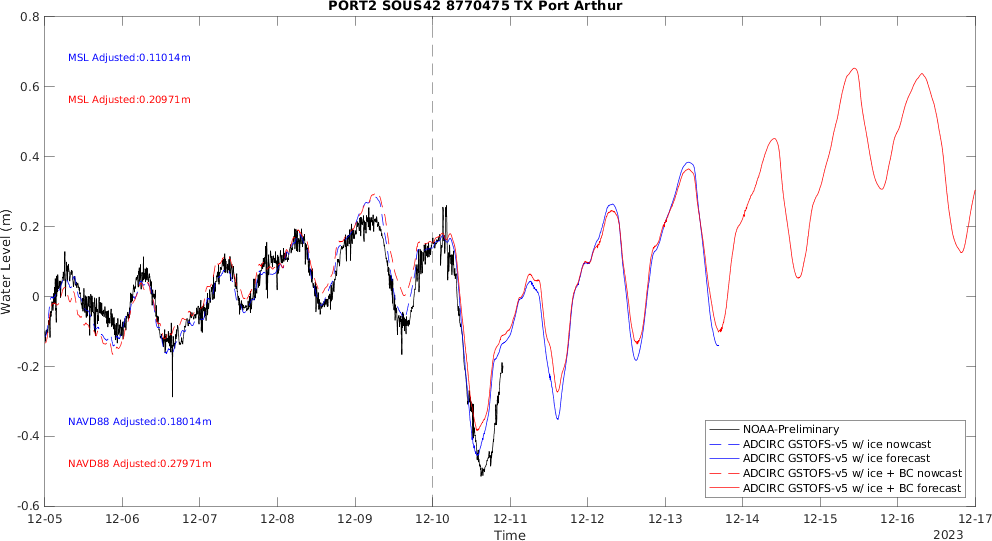 PORT2 SOUS42 8770475 TX Port Arthur
0.8
MSL Adjusted:0.11014m
0.6
MSL Adjusted:0.20971m
0.4
0.2
Water Level (m)
0
-0.2
NAVD88 Adjusted:0.18014m
NOAA-Preliminary
-0.4
ADCIRC GSTOFS-v5 w/ ice nowcast
ADCIRC GSTOFS-v5 w/ ice forecast
NAVD88 Adjusted:0.27971m
ADCIRC GSTOFS-v5 w/ ice + BC nowcast
ADCIRC GSTOFS-v5 w/ ice + BC forecast
-0.6
12-05 12-06 12-07 12-08 12-09 12-10 12-11 12-12 12-13 12-14 12-15 12-16 12-17
Time
2023